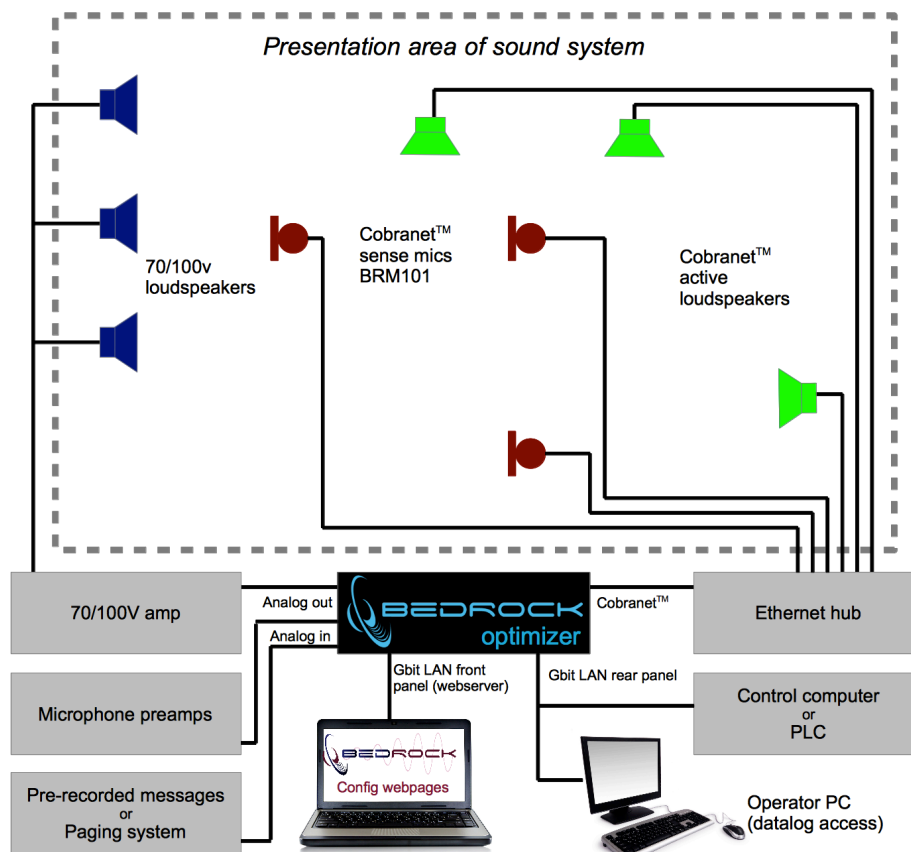 Presentation area of sound system
70/100v
loudspeakers
Cobranet™
sense mics
BRM101
Cobranet™
active
loudspeakers
70/100V amp
Analog out
Analog in
BEDROCK
optimizer
Cobranet™
Ethernet hub
Microphone preamps
Gbit LAN front
panel (webserver)
Gbit LAN rear panel
Control computer
or
PLC
Pre-recorded messages
or
Paging system
BEDROCK
Config webpages
Operator PC
(datalog access)